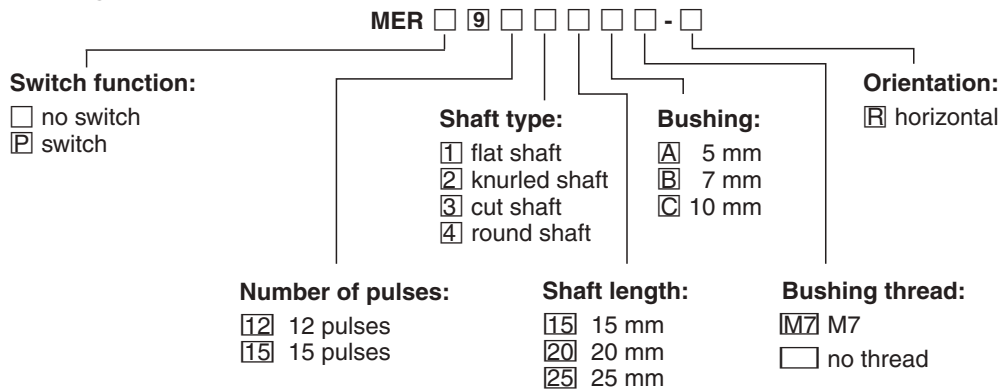 MER □ 9 □ □ □ □ □ - □
Switch function:
□ no switch
P switch
Shaft type:
1 flat shaft
2 knurled shaft
3 cut shaft
4 round shaft
Bushing:
A 5 mm
B 7 mm
C 10 mm
Orientation:
R horizontal
Number of pulses:
12 12 pulses
15 15 pulses
Shaft length:
15 15 mm
20 20 mm
25 25 mm
Bushing thread:
M7 M7
□ no thread